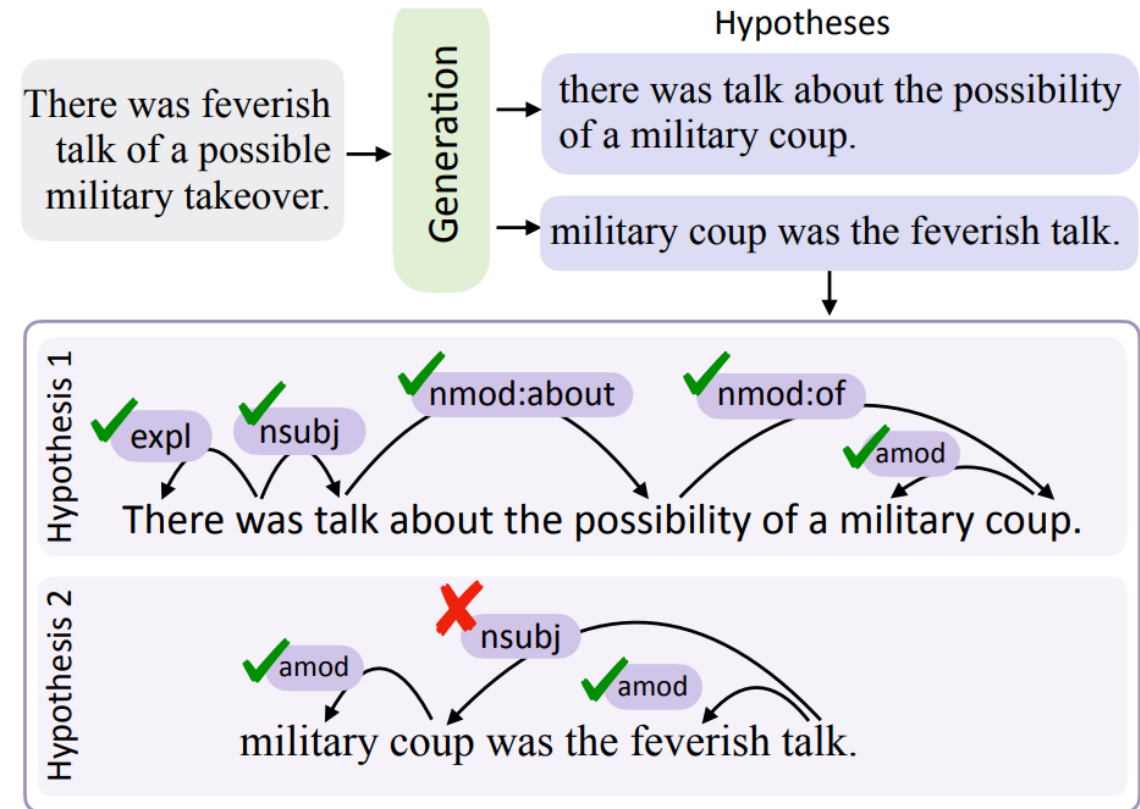 Hypotheses
There was feverish
talk of a possible
military takeover.
Generation
there was talk about the possibility
of a military coup.
military coup was the feverish talk.
Hypothesis 1
expl
nsubj
nmod:about
nmod:of
amod
There was talk about the possibility of a military coup.
Hypothesis 2
amod
nsubj
amod
military coup was the feverish talk.